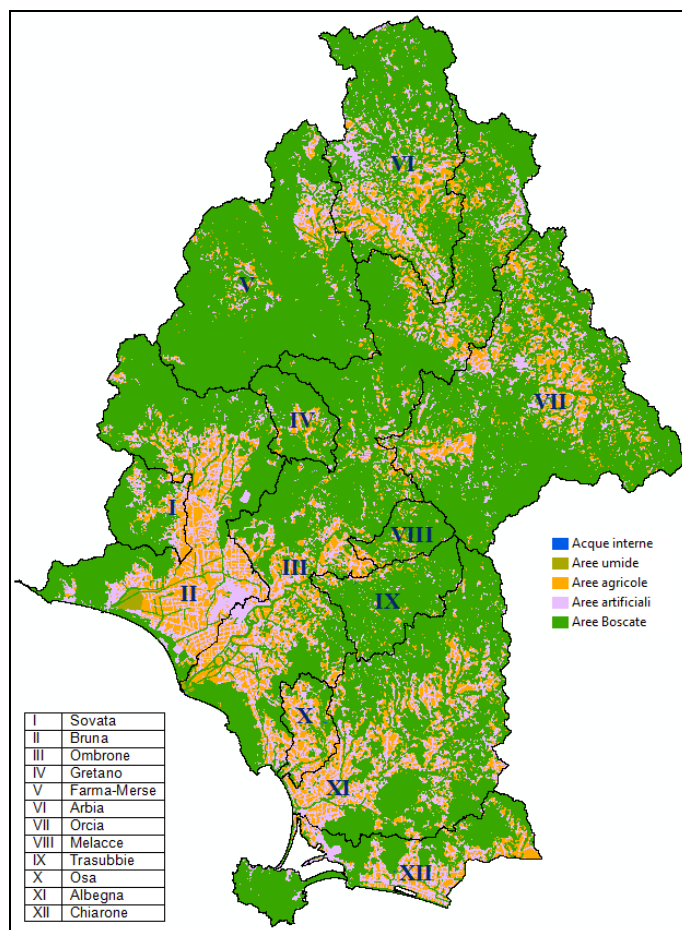 VI
V
VII
IV
I
VIII
III
II
IX
X
XI
XII
Acque interne
Aree umide
Aree agricole
Aree artificiali
Aree Boscate
I Sovata
II Bruna
III Ombrone
IV Gretano
V Farma-Merse
VI Arbia
VII Orcia
VIII Melacce
IX Trasubbie
X Osa
XI Albegna
XII Chiarone